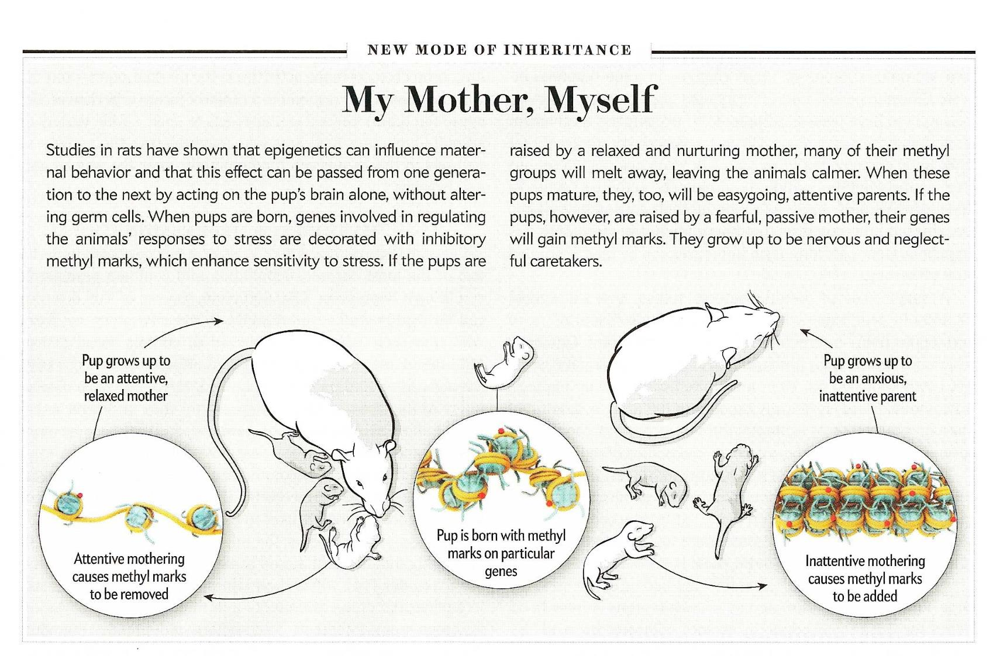 NEW MODE OF INHERITANCE
My Mother, Myself
Studies in rats have shown that epigenetics can influence mater-
nal behavior and that this effect can be passed from one genera-
tion to the next by acting on the pup's brain alone, without alter-
ing germ cells. When pups are born, genes involved in regulating
the animals' responses to stress are decorated with inhibitory
methyl marks, which enhance sensitivity to stress. If the pups are
raised by a relaxed and nurturing mother, many of their methyl
groups will melt away, leaving the animals calmer. When these
pups mature, they, too, will be easygoing, attentive parents. If the
pups, however, are raised by a fearful, passive mother, their genes
will gain methyl marks. They grow up to be nervous and neglect-
ful caretakers.
Pup grows up to
be an attentive,
relaxed mother
Attentive mothering
causes methyl marks
to be removed
Pup is born with methyl
marks on particular
genes
Pup grows up to
be an anxious,
inattentive parent
Inattentive mothering
causes methyl marks
to be added